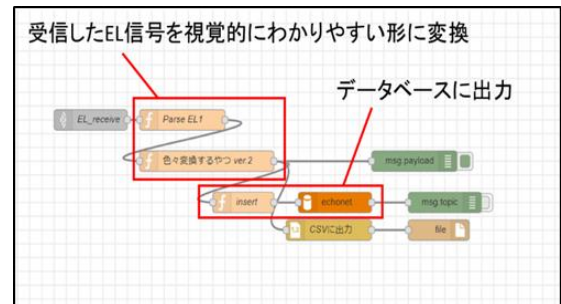 受信したEL信号を視覚的にわかりやすい形に変換
データベースに出力
EL_receive
Parse EL1
色々変換するやつ ver.2
msg.payload
insert
echonet
msg.topic
CSVに出力
file